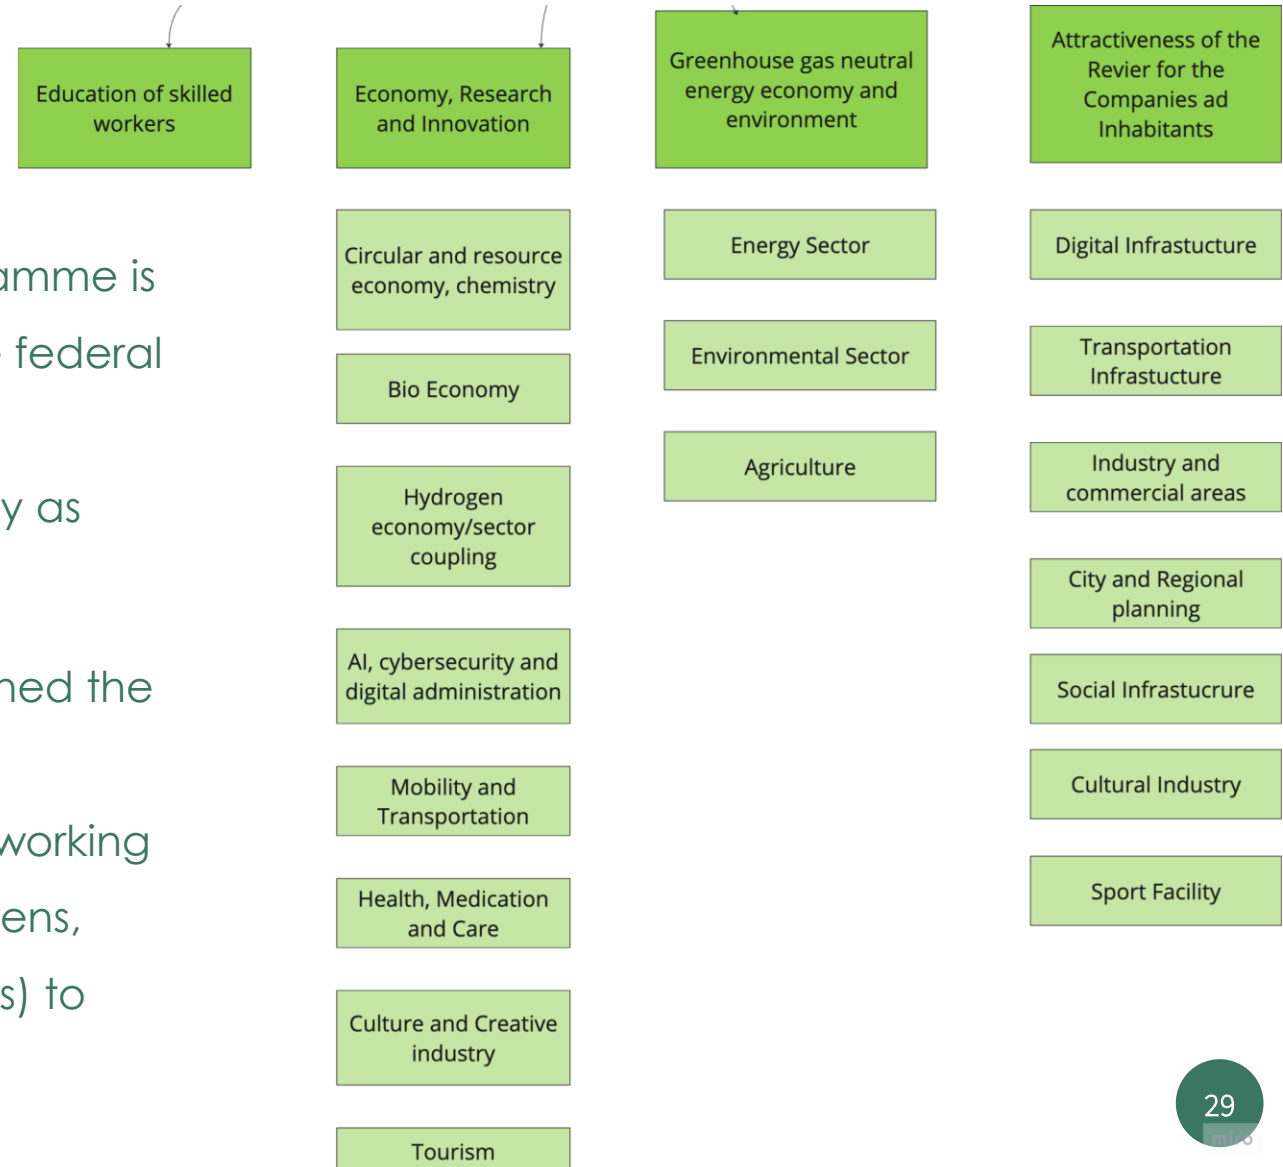 Education of skilled
workers
Economy, Research
and Innovation
Greenhouse gas neutral
energy economy and
environment
Attractiveness of the
Revier for the
Companies ad
Inhabitants
amme is
federal
y as
ned the
working
ens,
s) to
Circular and resource
economy, chemistry
Bio Economy
Hydrogen
economy/sector
coupling
AI, cybersecurity and
digital administration
Mobility and
Transportation
Health, Medication
and Care
Culture and Creative
industry
Tourism
Energy Sector
Environmental Sector
Agriculture
Digital Infrastucture
Transportation
Infrastucture
Industry and
commercial areas
City and Regional
planning
Social Infrastucrure
Cultural Industry
Sport Facility
29
miro